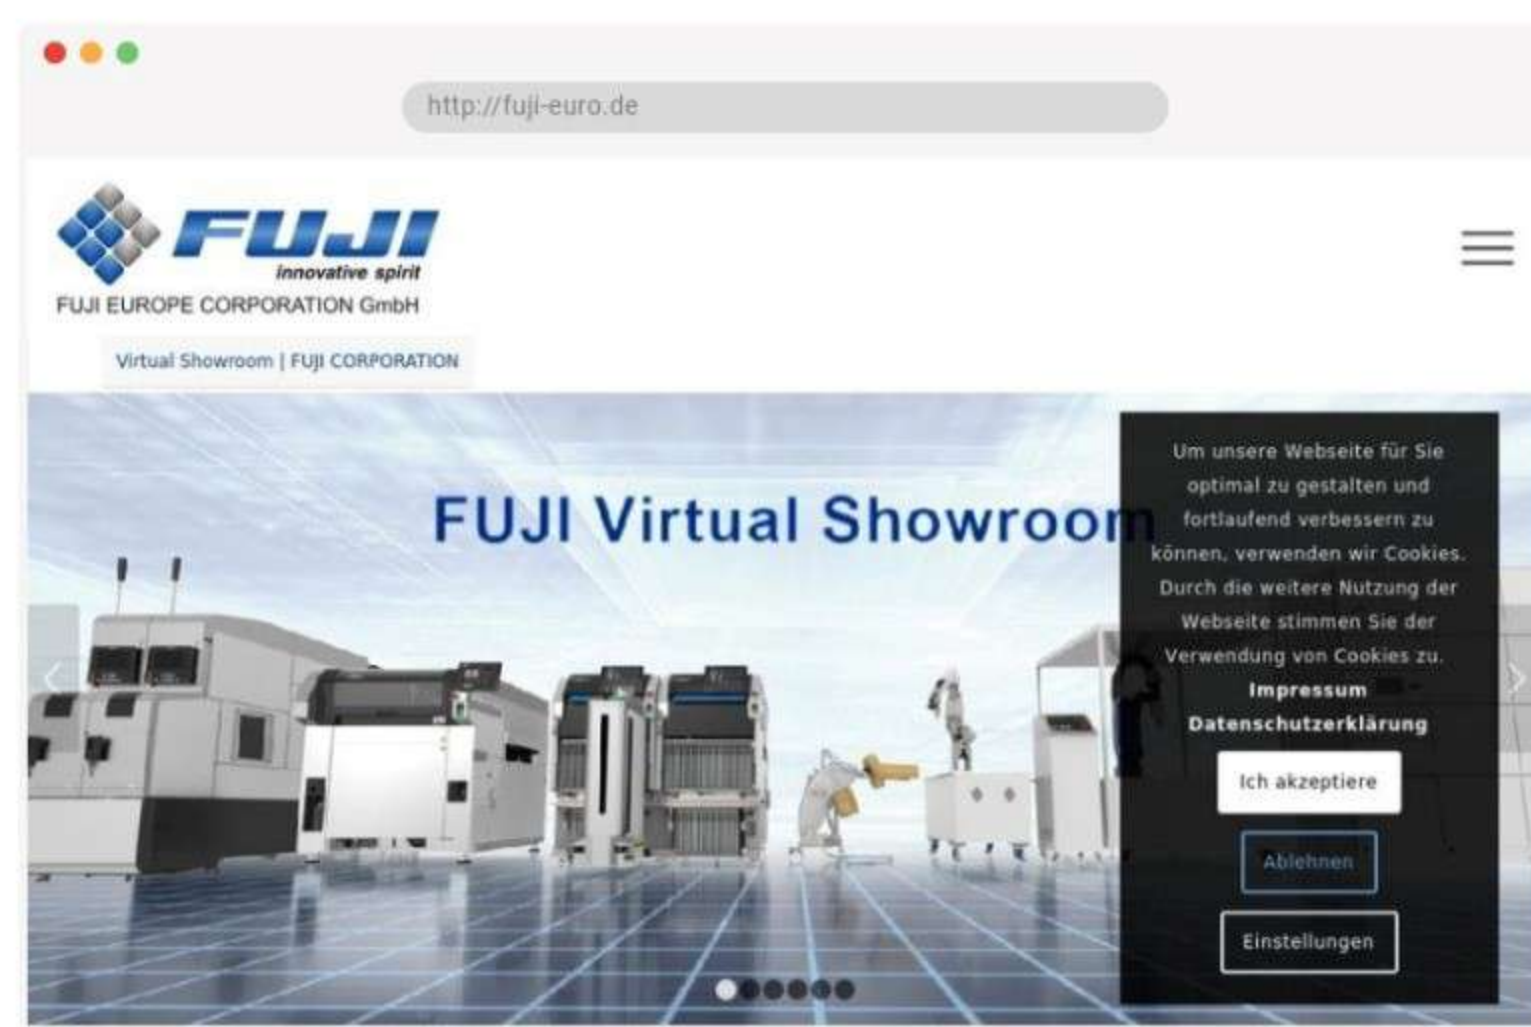 http://fuji-euro.de
FUJI
innovative spirit
FUJI EUROPE CORPORATION GmbH
Virtual Showroom | FUJI CORPORATION
FUJI Virtual Showroom
Um unsere Webseite für Sie
optimal zu gestalten und
fortlaufend verbessern zu
können, verwenden wir Cookies.
Durch die weitere Nutzung der
Webseite stimmen Sie der
Verwendung von Cookies zu.
Impressum
Datenschutzerklärung
Ich akzeptiere
Ablehnen
Einstellungen